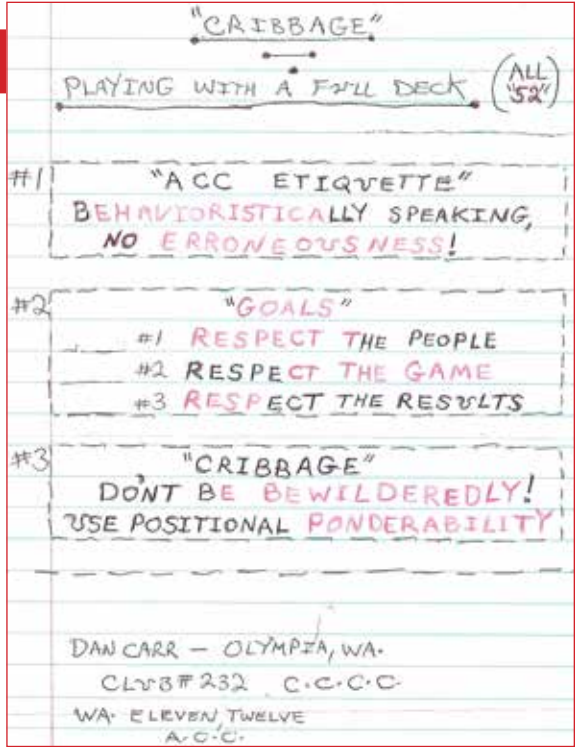 "CRIBBAGE"
PLAYING WITH A FULL DECK (ALL "52")
#1 "ACC ETIQUETTE"
BEHAVIORISTICALLY SPEAKING,
NO ERRONEOUSNESS!
#2 "GOALS"
#1 RESPECT THE PEOPLE
#2 RESPECT THE GAME
#3 RESPECT THE RESULTS
#3 "CRIBBAGE"
DON'T BE BEWILDEREDLY!
USE POSITIONAL PONDERABILITY
DAN CARR - OLYMPIA, WA.
CLUB #232 C.C.C.C.
WA. ELEVEN, TWELVE
A.C.C.